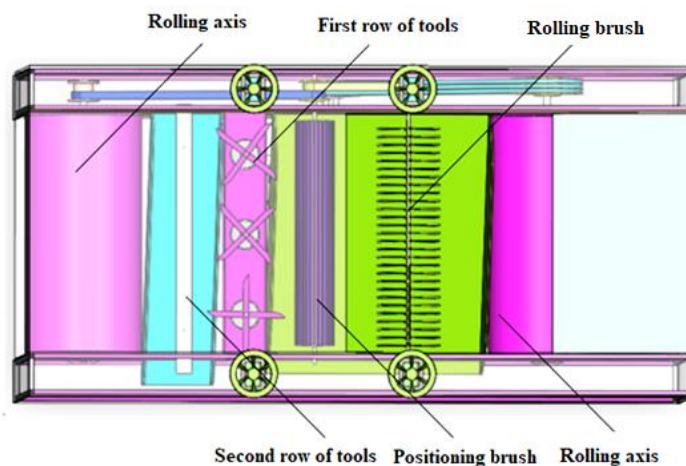 Rolling axis
First row of tools
Rolling brush
Second row of tools
Positioning brush
Rolling axis